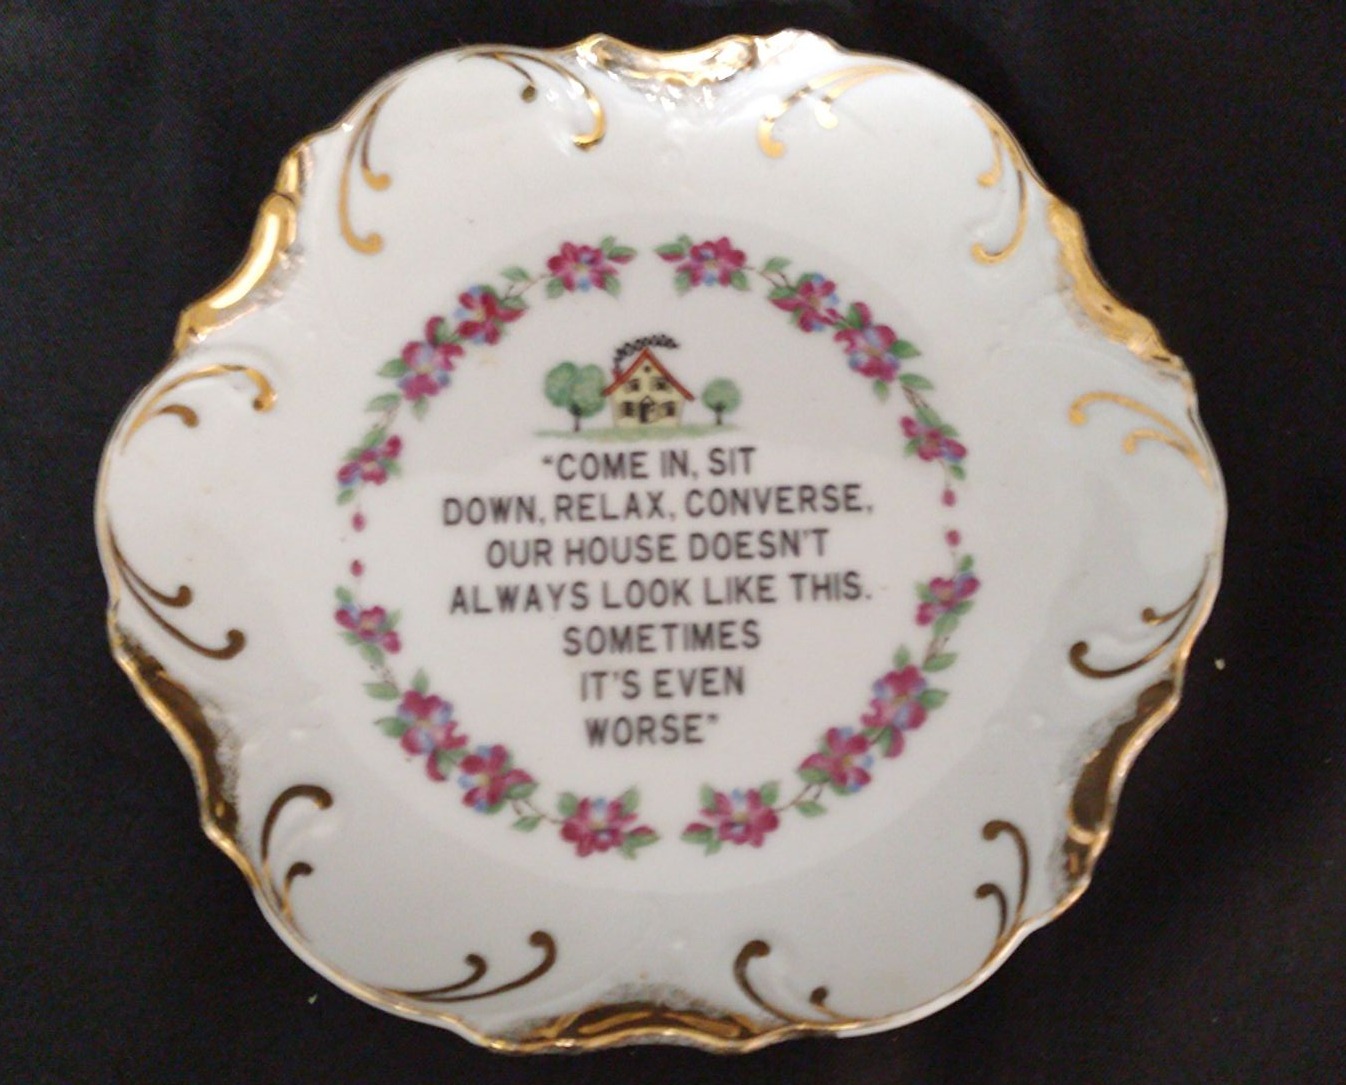 "COME IN, SIT
DOWN, RELAX, CONVERSE,
OUR HOUSE DOESN'T
ALWAYS LOOK LIKE THIS.
SOMETIMES
IT'S EVEN
WORSE"